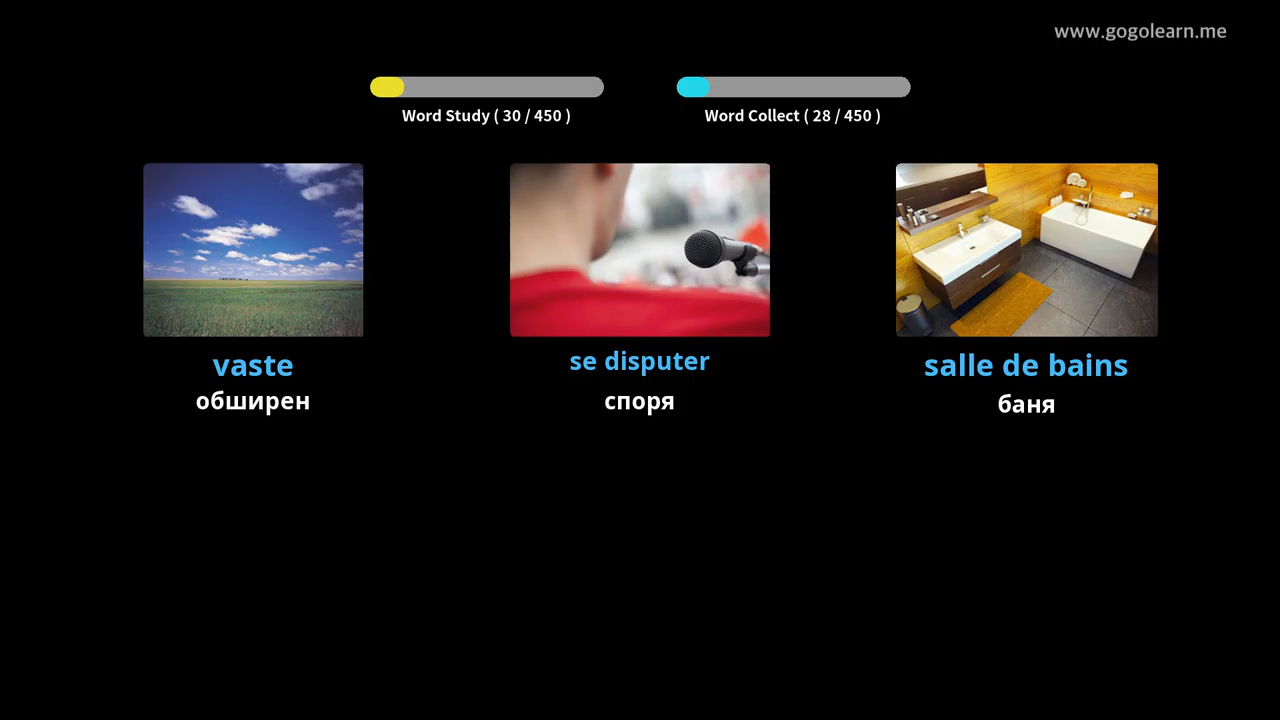 www.gogolearn.me
Word Study ( 30 / 450 )
Word Collect ( 28 / 450 )
vaste
se disputer
salle de bains
обширен
споря
баня